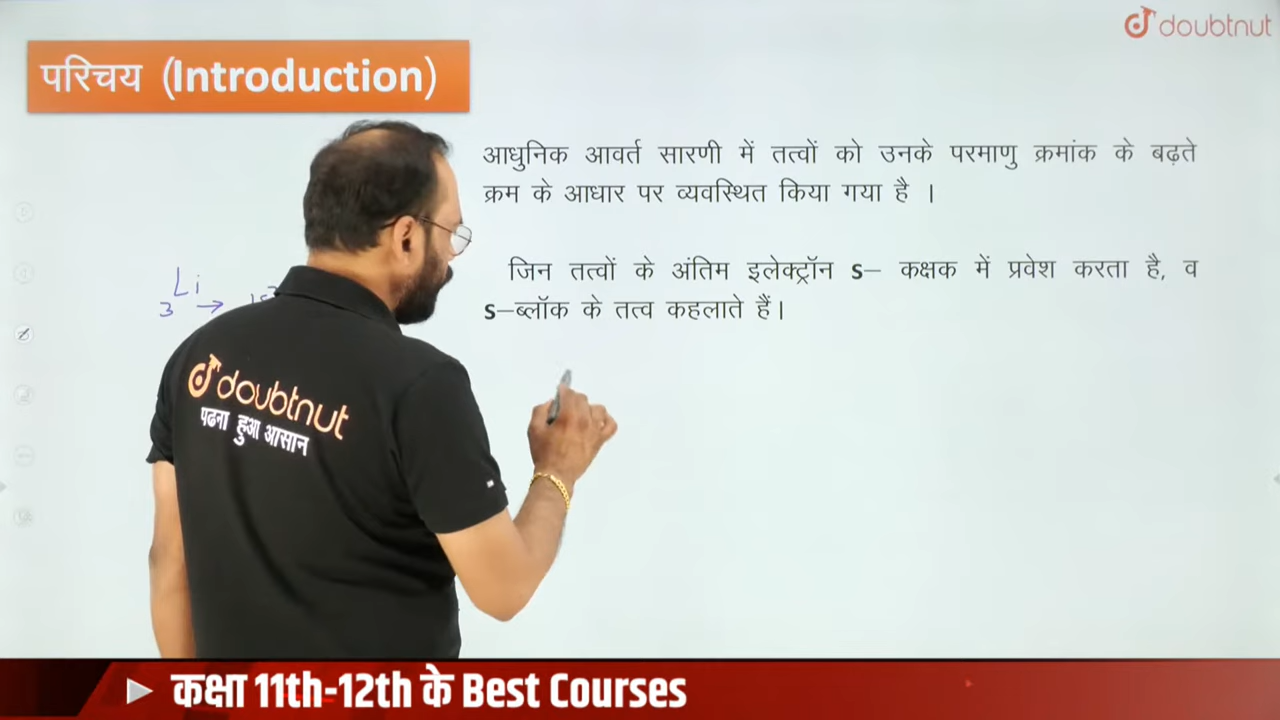 doubtnut
परिचय (Introduction)
आधुनिक आवर्त सारणी में तत्वों को उनके परमाणु क्रमांक के बढ़ते
क्रम के आधार पर व्यवस्थित किया गया है ।
जिन तत्वों के अंतिम इलेक्ट्रॉन s– कक्षक में प्रवेश करता है, व
s–ब्लॉक के तत्व कहलाते हैं।
Li
3 →
doubtnut
पढना हुआ आसान
कक्षा 11th-12th के Best Courses